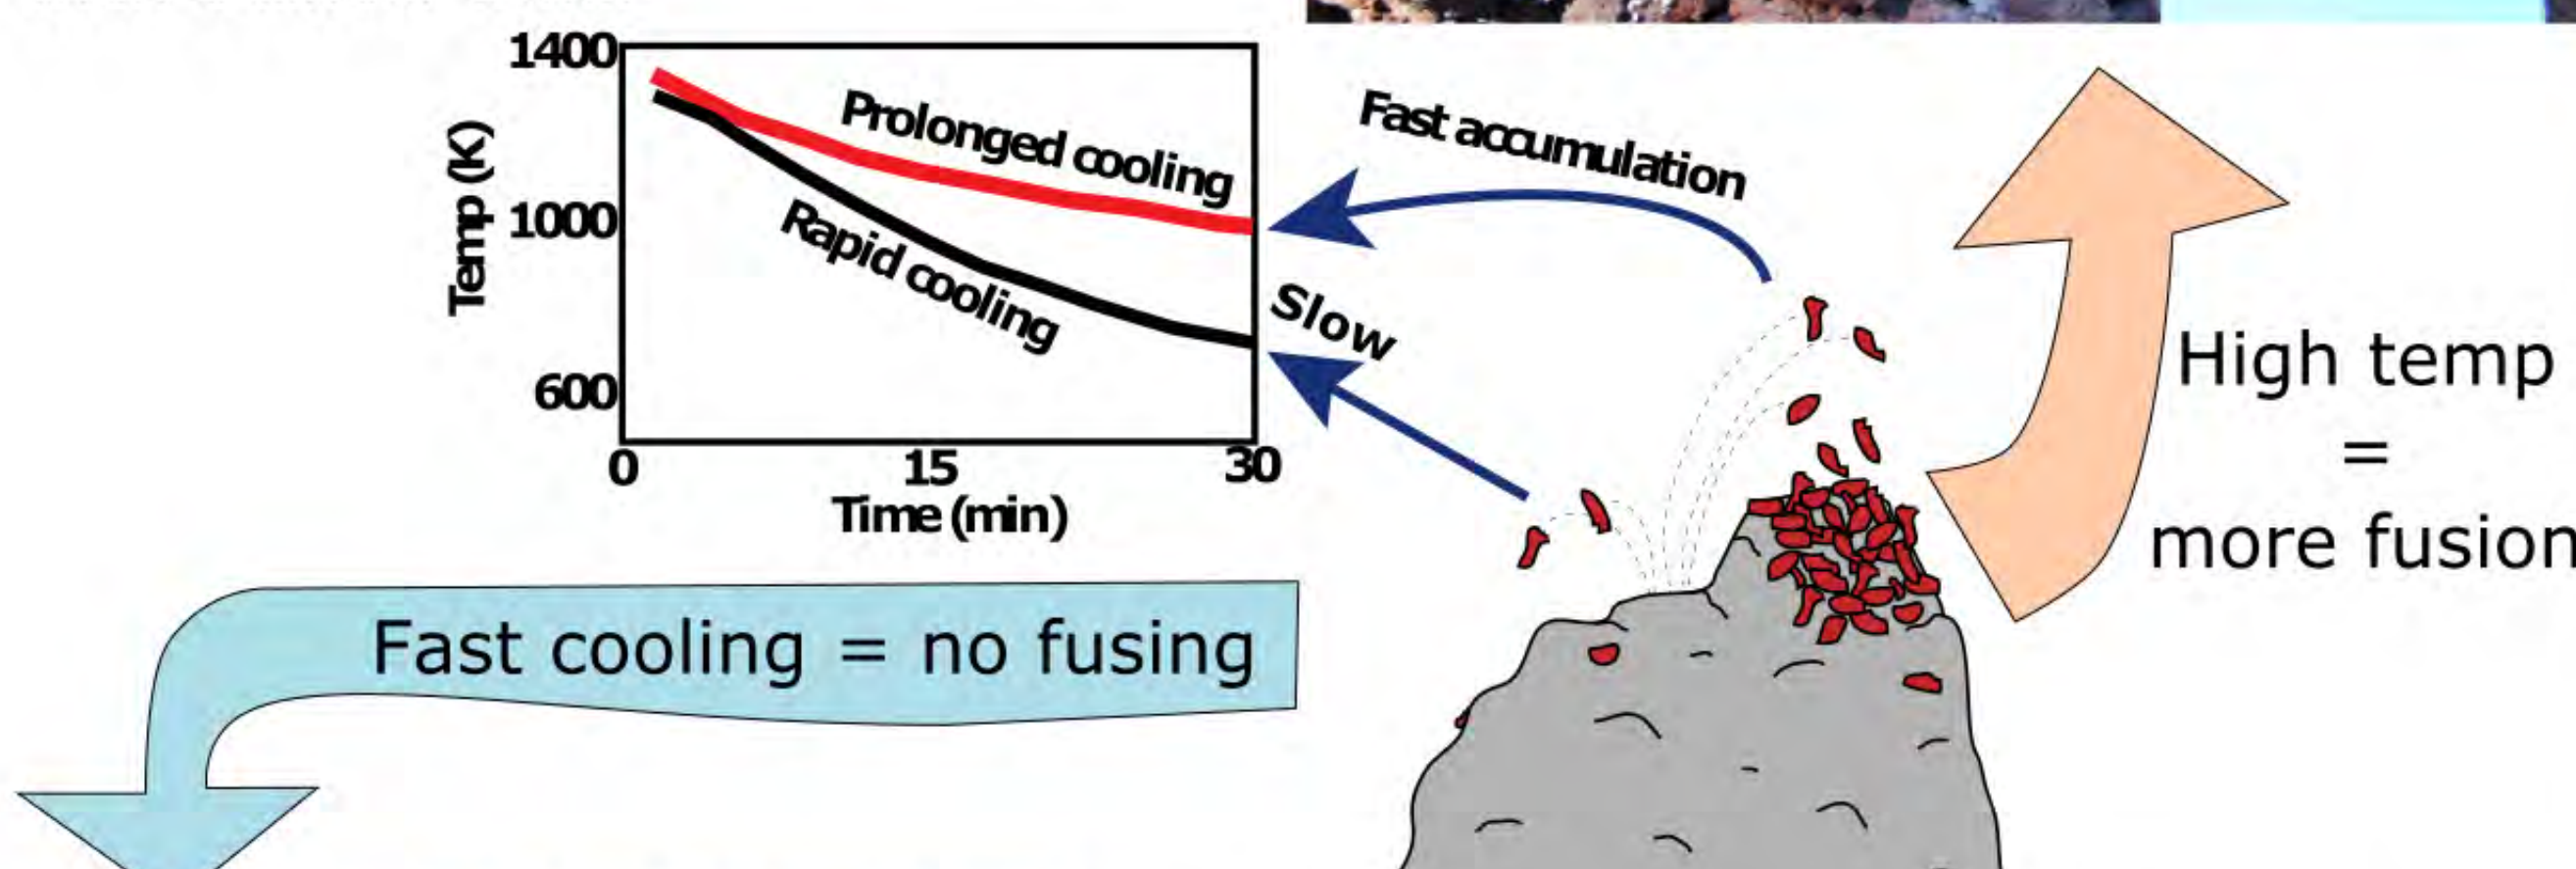 1400
1000
600
Temp (K)
Prolonged cooling
Rapid cooling
0
15
30
Time (min)
Fast accumulation
Slow
High temp
=
more fusion
Fast cooling = no fusing